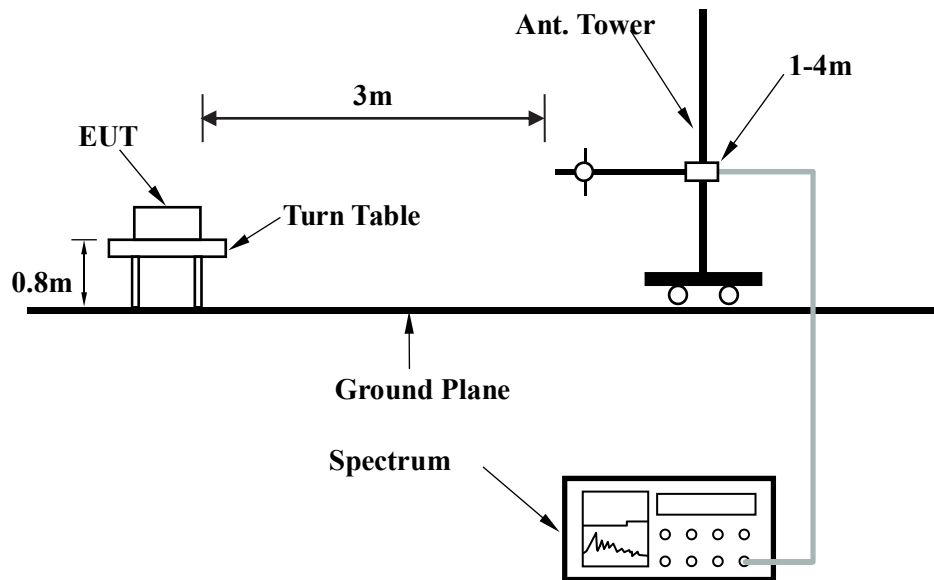 Ant. Tower
1-4m
3m
EUT
Turn Table
0.8m
Ground Plane
Spectrum